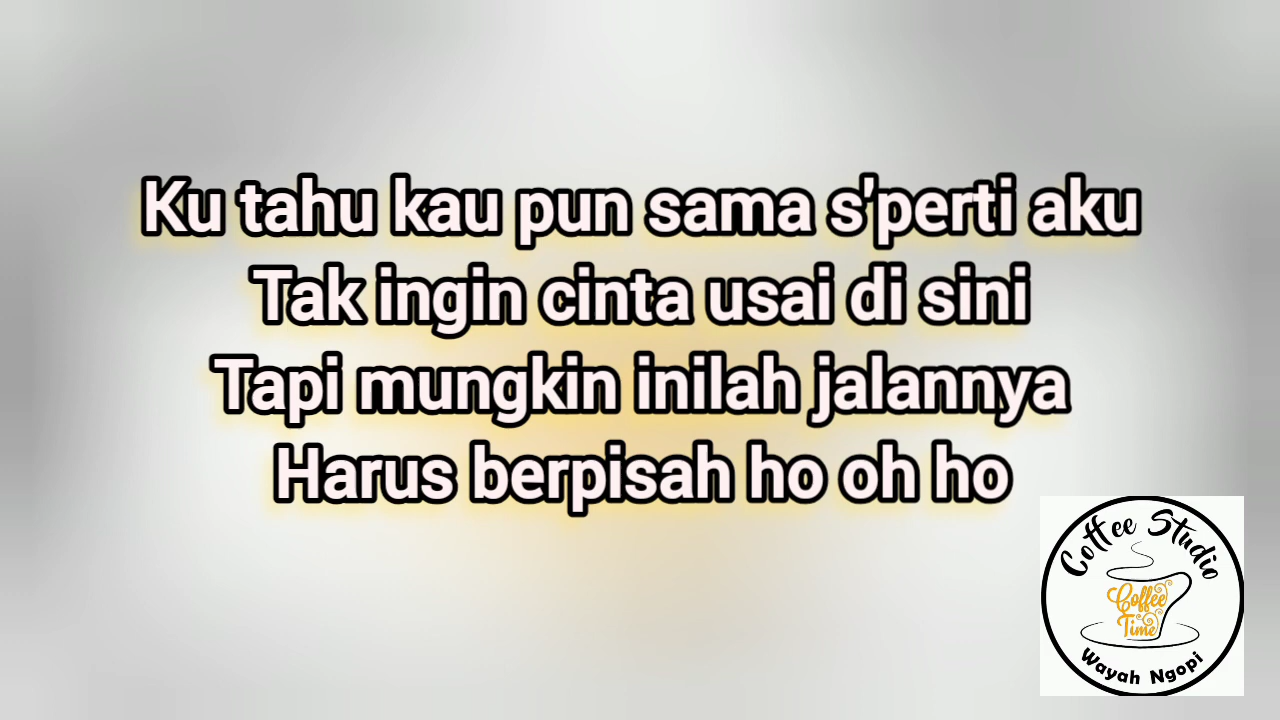 Ku tahu kau pun sama s'perti aku
Tak ingin cinta usai di sini
Tapi mungkin inilah jalannya
Harus berpisah ho oh ho
Coffee Studio
Coffee
Time
Wayah Ngopi